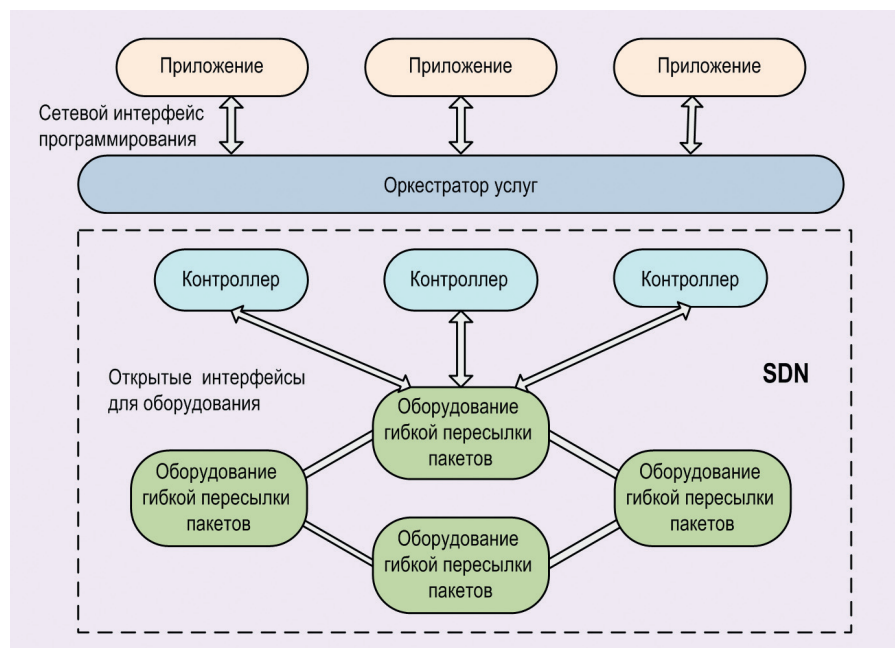 Приложение
Приложение
Приложение
Сетевой интерфейс
программирования
Оркестратор услуг
Контроллер
Контроллер
Контроллер
Открытые интерфейсы
для оборудования
SDN
Оборудование
гибкой пересылки
пакетов
Оборудование
гибкой пересылки
пакетов
Оборудование
гибкой пересылки
пакетов
Оборудование
гибкой пересылки
пакетов